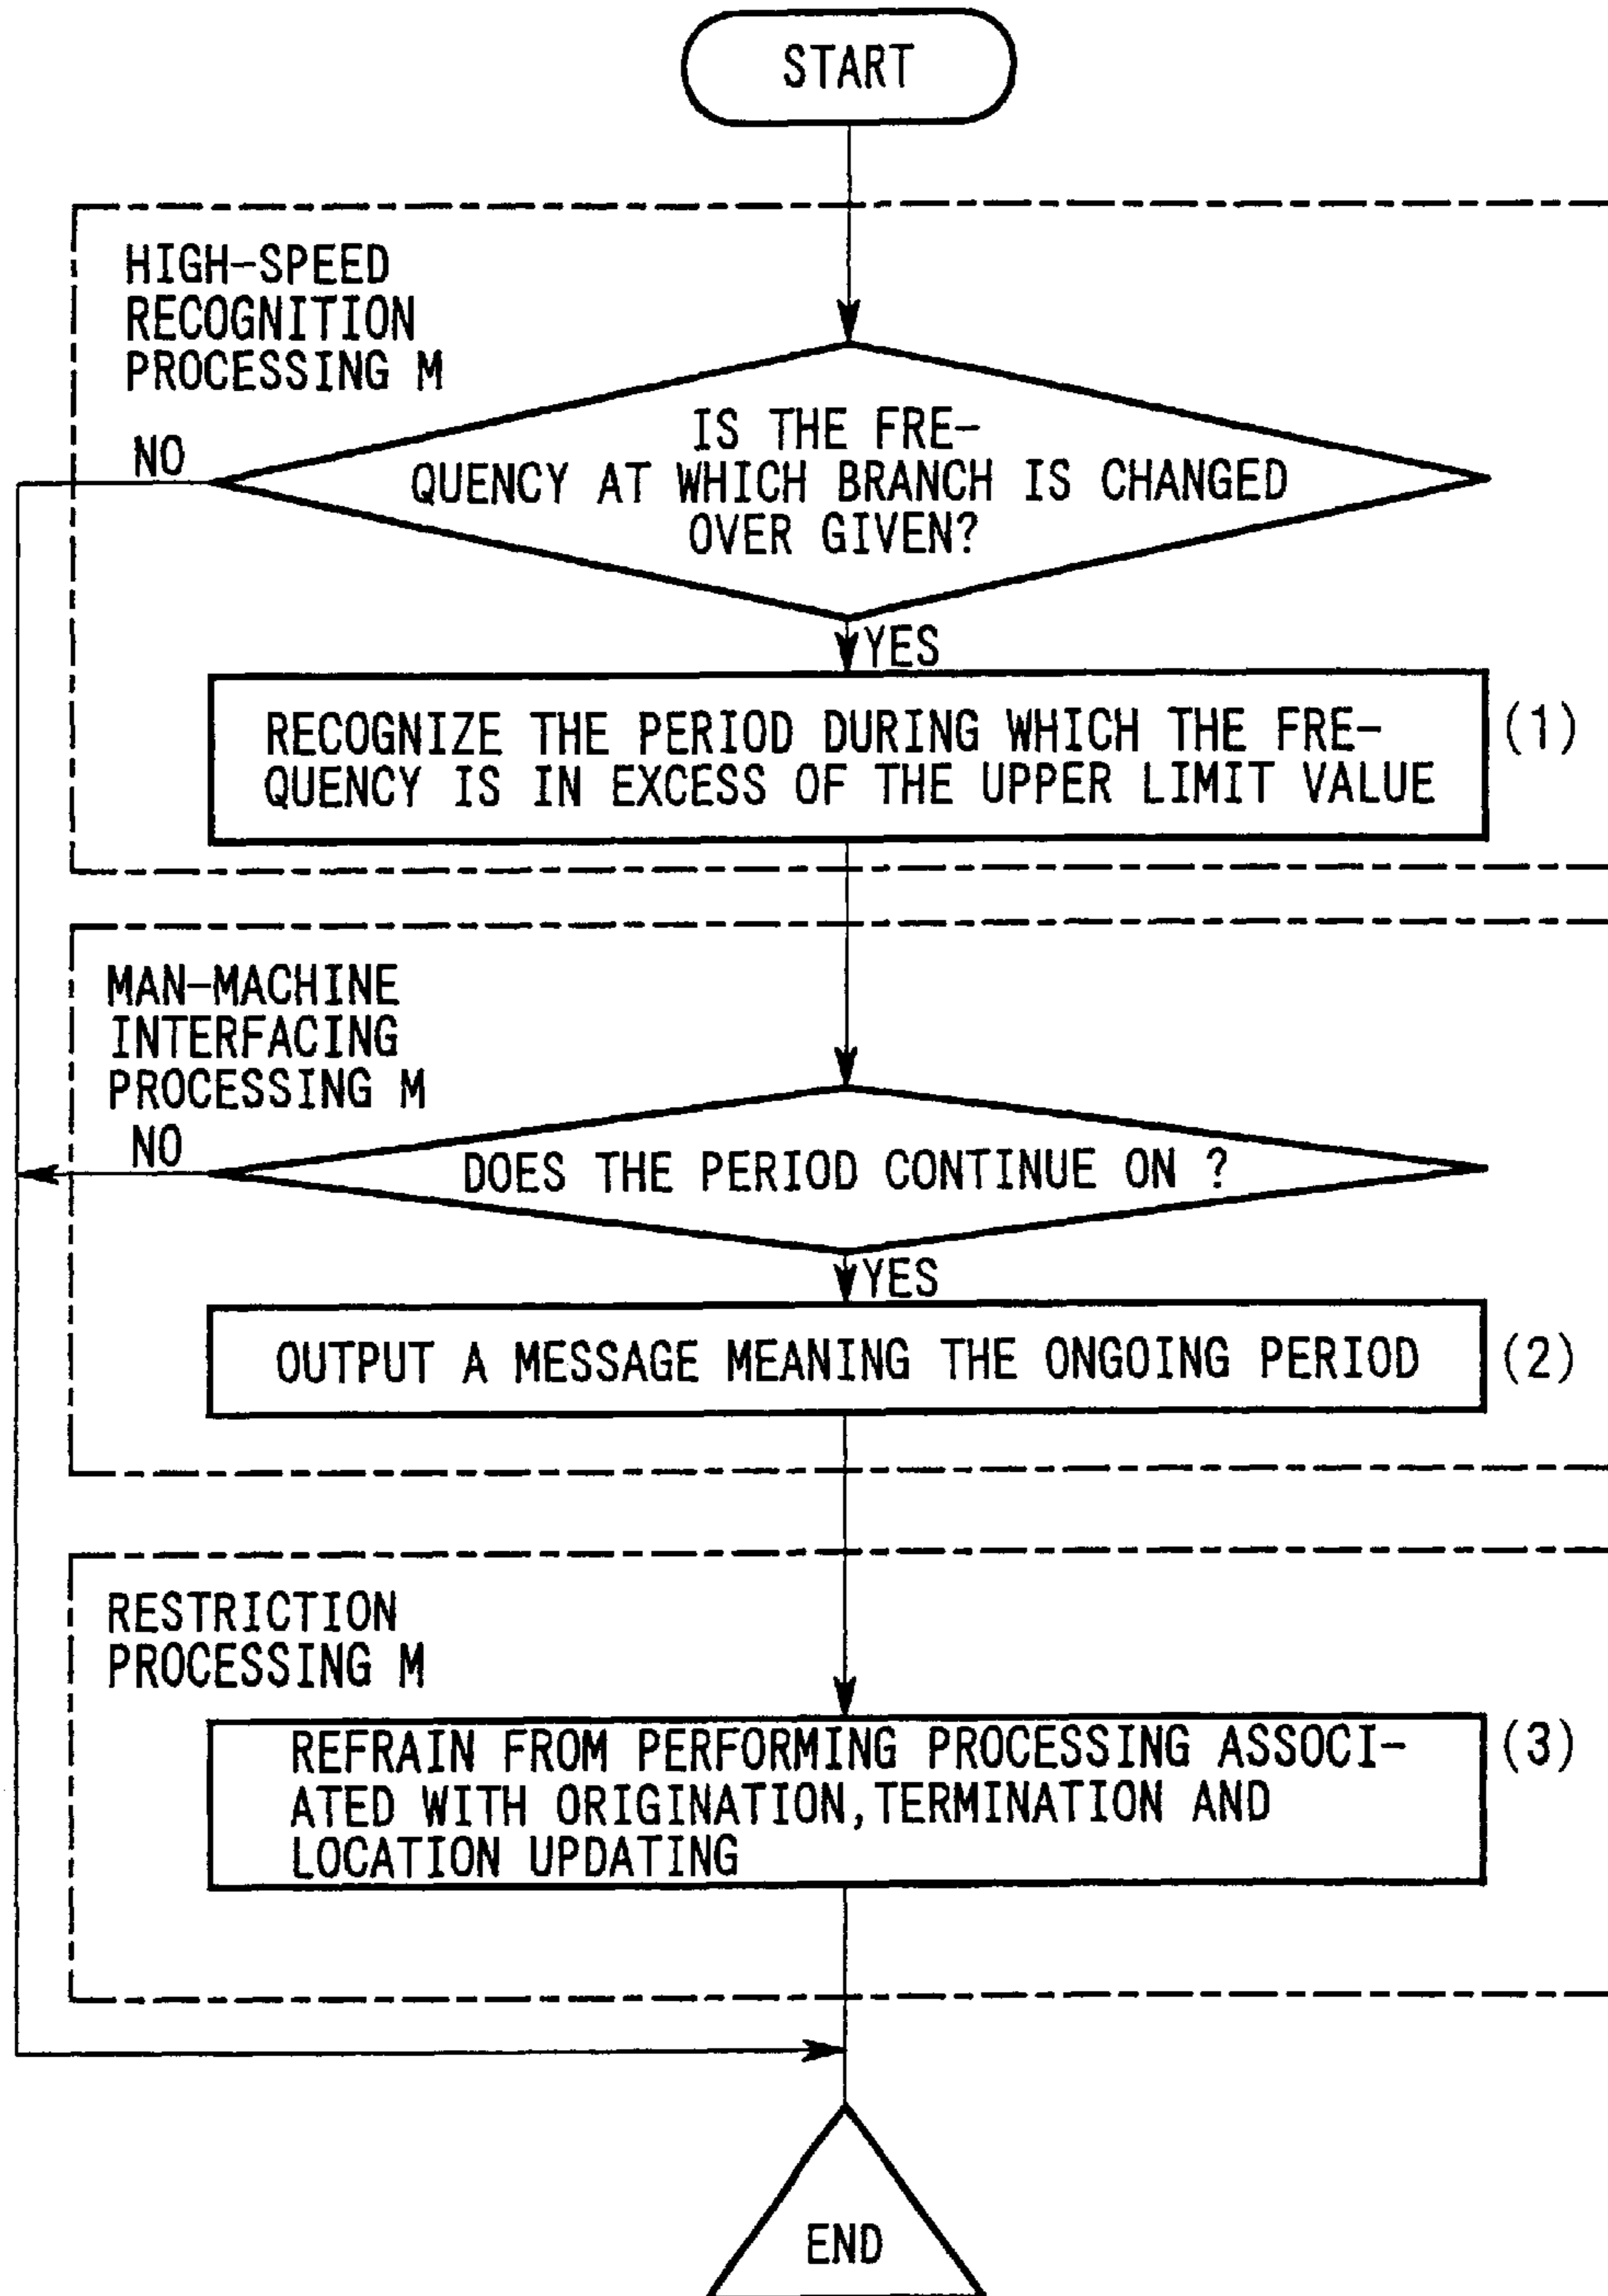 START
HIGH-SPEED
RECOGNITION
PROCESSING M
NO
IS THE FRE-
QUENCY AT WHICH BRANCH IS CHANGED
OVER GIVEN?
YES
RECOGNIZE THE PERIOD DURING WHICH THE FRE-
QUENCY IS IN EXCESS OF THE UPPER LIMIT VALUE
(1)
MAN-MACHINE
INTERFACING
PROCESSING M
NO
DOES THE PERIOD CONTINUE ON ?
YES
OUTPUT A MESSAGE MEANING THE ONGOING PERIOD
(2)
RESTRICTION
PROCESSING M
REFRAIN FROM PERFORMING PROCESSING ASSOCI-
ATED WITH ORIGINATION,TERMINATION AND
LOCATION UPDATING
(3)
END